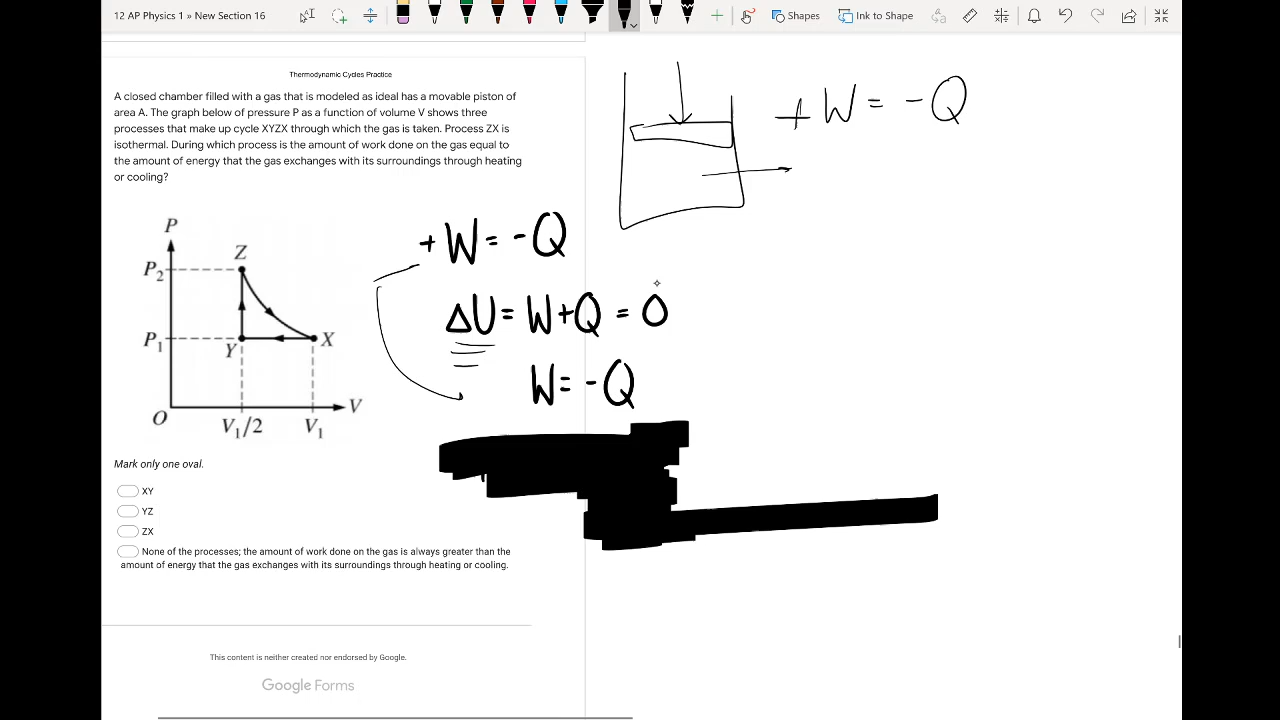 12 AP Physics 1 » New Section 16
Shapes
Ink to Shape
Thermodynamic Cycles Practice
A closed chamber filled with a gas that is modeled as ideal has a movable piston of
area A. The graph below of pressure P as a function of volume V shows three
processes that make up cycle XYZX through which the gas is taken. Process ZX is
isothermal. During which process is the amount of work done on the gas equal to
the amount of energy that the gas exchanges with its surroundings through heating
or cooling?
+W = -Q
+W = -Q
ΔU = W+Q = 0
W = -Q
P
Z
P₂
P₁
Y
X
O
V₁/2
V₁
V
Mark only one oval.
XY
YZ
ZX
None of the processes; the amount of work done on the gas is always greater than the
amount of energy that the gas exchanges with its surroundings through heating or cooling.
This content is neither created nor endorsed by Google.
Google Forms